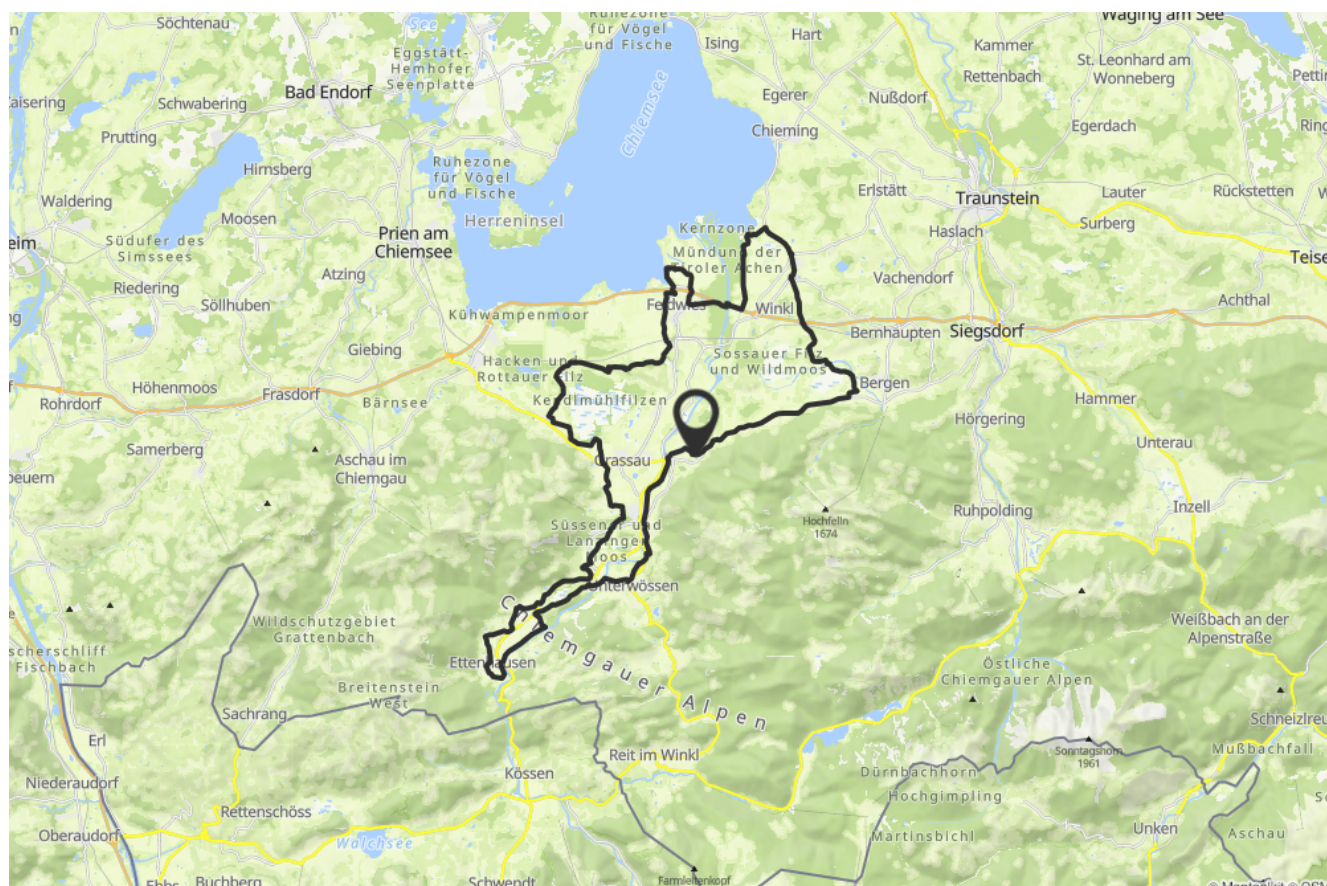 Söchtenau
See
Ruhezone
für Vögel
und Fische
Ising
Hart
Waging am See
Eggstätt-
Hemhofer
Seenplatte
Kammer
Rettenbach
St. Leonhard am
Wonneberg
Bad Endorf
Schwabering
Egerer
Nußdorf
Chiemsee
Prutting
Chieming
Egerdach
Hirnsberg
Ruhezone
für Vögel
und Fische
Waldering
Moosen
Herreninsel
Erlstätt
Traunstein
Lauter
Rückstetten
Surberg
Prien am
Chiemsee
Kernzone
Mündung der
Tiroler Achen
Haslach
Südufer des
Simssees
Atzing
Vachendorf
Riedering
Söllhuben
Feldwies
Winkl
Achthal
Kühwampenmoor
Bernhaupten
Siegsdorf
Giebing
Hacken und
Rottauer Filz
Sossauer Filz
und Wildmoos
Höhenmoos
Frasdorf
Bärnsee
Kendlmühlfilzen
Bergen
Rohrdorf
Hammer
Hörgering
Samerberg
Unterau
Aschau im
Chiemgau
Grassau
Inzell
Ruhpolding
Hochfelln
1674
Süssener und
Lanzinger
Moos
Unterwössen
Wildschutzgebiet
Grattenbach
Weißbach an der
Alpenstraße
Chiemgauer Alpen
Fischbach
Ettenhausen
Östliche
Chiemgauer Alpen
Breitenstein
West
Sachrang
Erl
Reit im Winkl
Sonntagshorn
1961
Mußbachfall
Niederaudorf
Kössen
Dürnbachhorn
Hochgimpling
Rettenschöss
Oberaudorf
Walchsee
Martinsbichl
Unken
Aschau
Ebbs
Buchberg
Schwendt
Farmleitenkopf